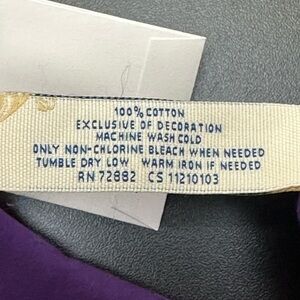 100% COTTON
EXCLUSIVE OF DECORATION
MACHINE WASH COLD
ONLY NON-CHLORINE BLEACH WHEN NEEDED
TUMBLE DRY LOW WARM IRON IF NEEDED
RN 72882 CS 11210103